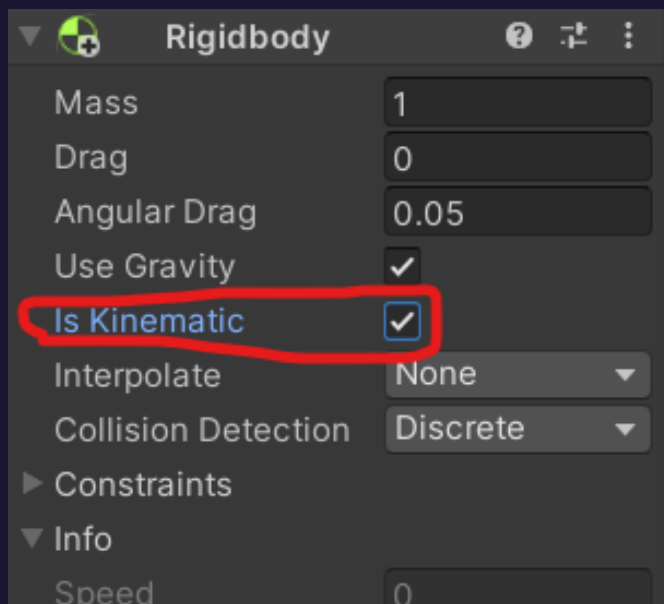 Rigidbody
Mass 1
Drag 0
Angular Drag 0.05
Use Gravity
Is Kinematic
Interpolate None
Collision Detection Discrete
Constraints
Info
Speed 0